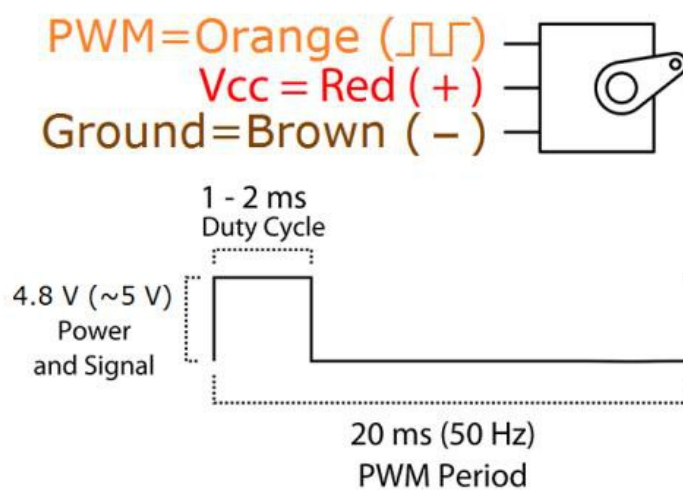 PWM=Orange (⎍⎍)
Vcc = Red ( + )
Ground=Brown ( − )
1 - 2 ms
Duty Cycle
4.8 V (~5 V)
Power
and Signal
20 ms (50 Hz)
PWM Period